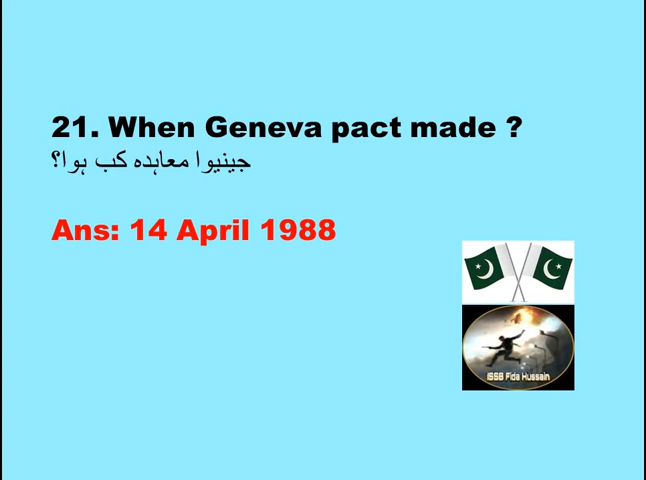 21. When Geneva pact made ?
جینیوا معاہدہ کب ہوا؟
Ans: 14 April 1988
ISSB Fida Hussain